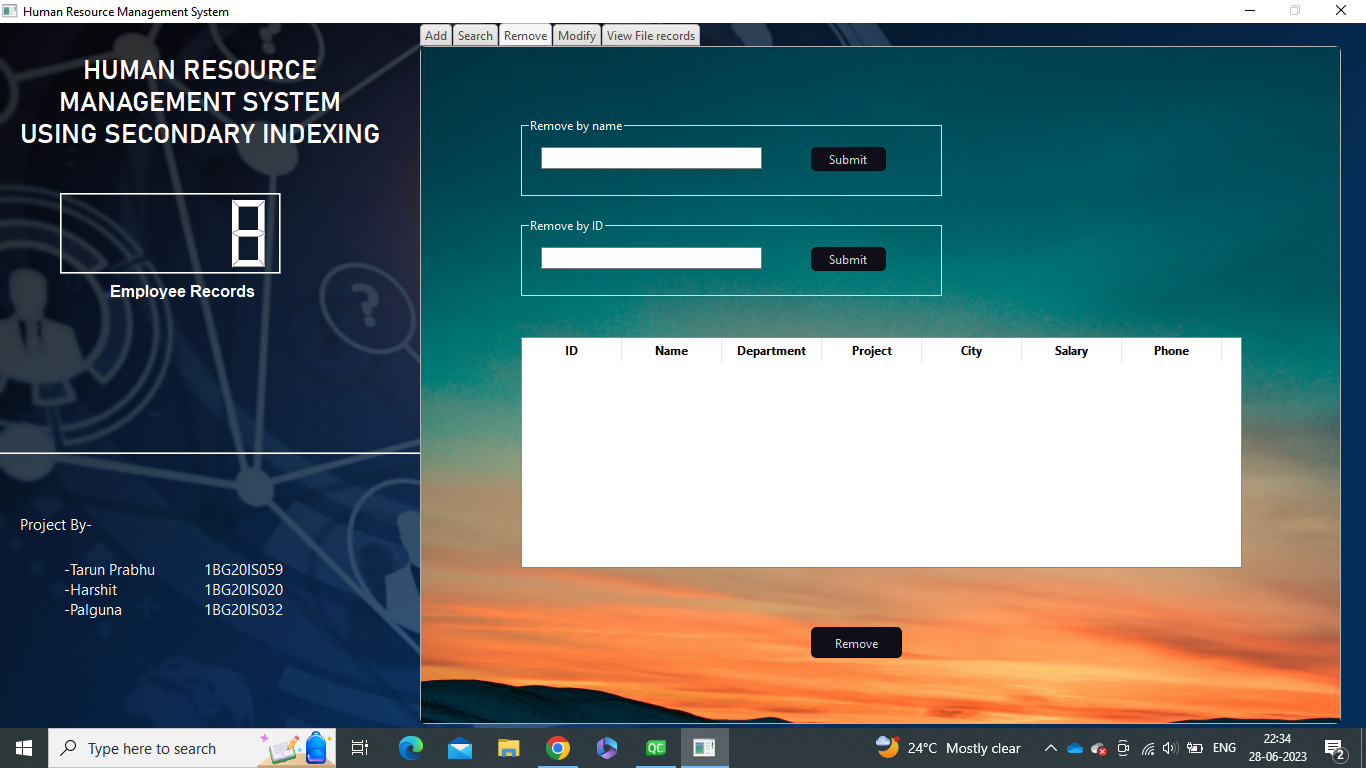 Human Resource Management System
Add
Search
Remove
Modify
View File records
HUMAN RESOURCE
MANAGEMENT SYSTEM
USING SECONDARY INDEXING
8
Employee Records
Project By-
-Tarun Prabhu 1BG20IS059
-Harshit 1BG20IS020
-Palguna 1BG20IS032
Remove by name
Submit
Remove by ID
Submit
ID Name Department Project City Salary Phone
Remove
Type here to search
QC
24°C Mostly clear
ENG
22:34
28-06-2023
2